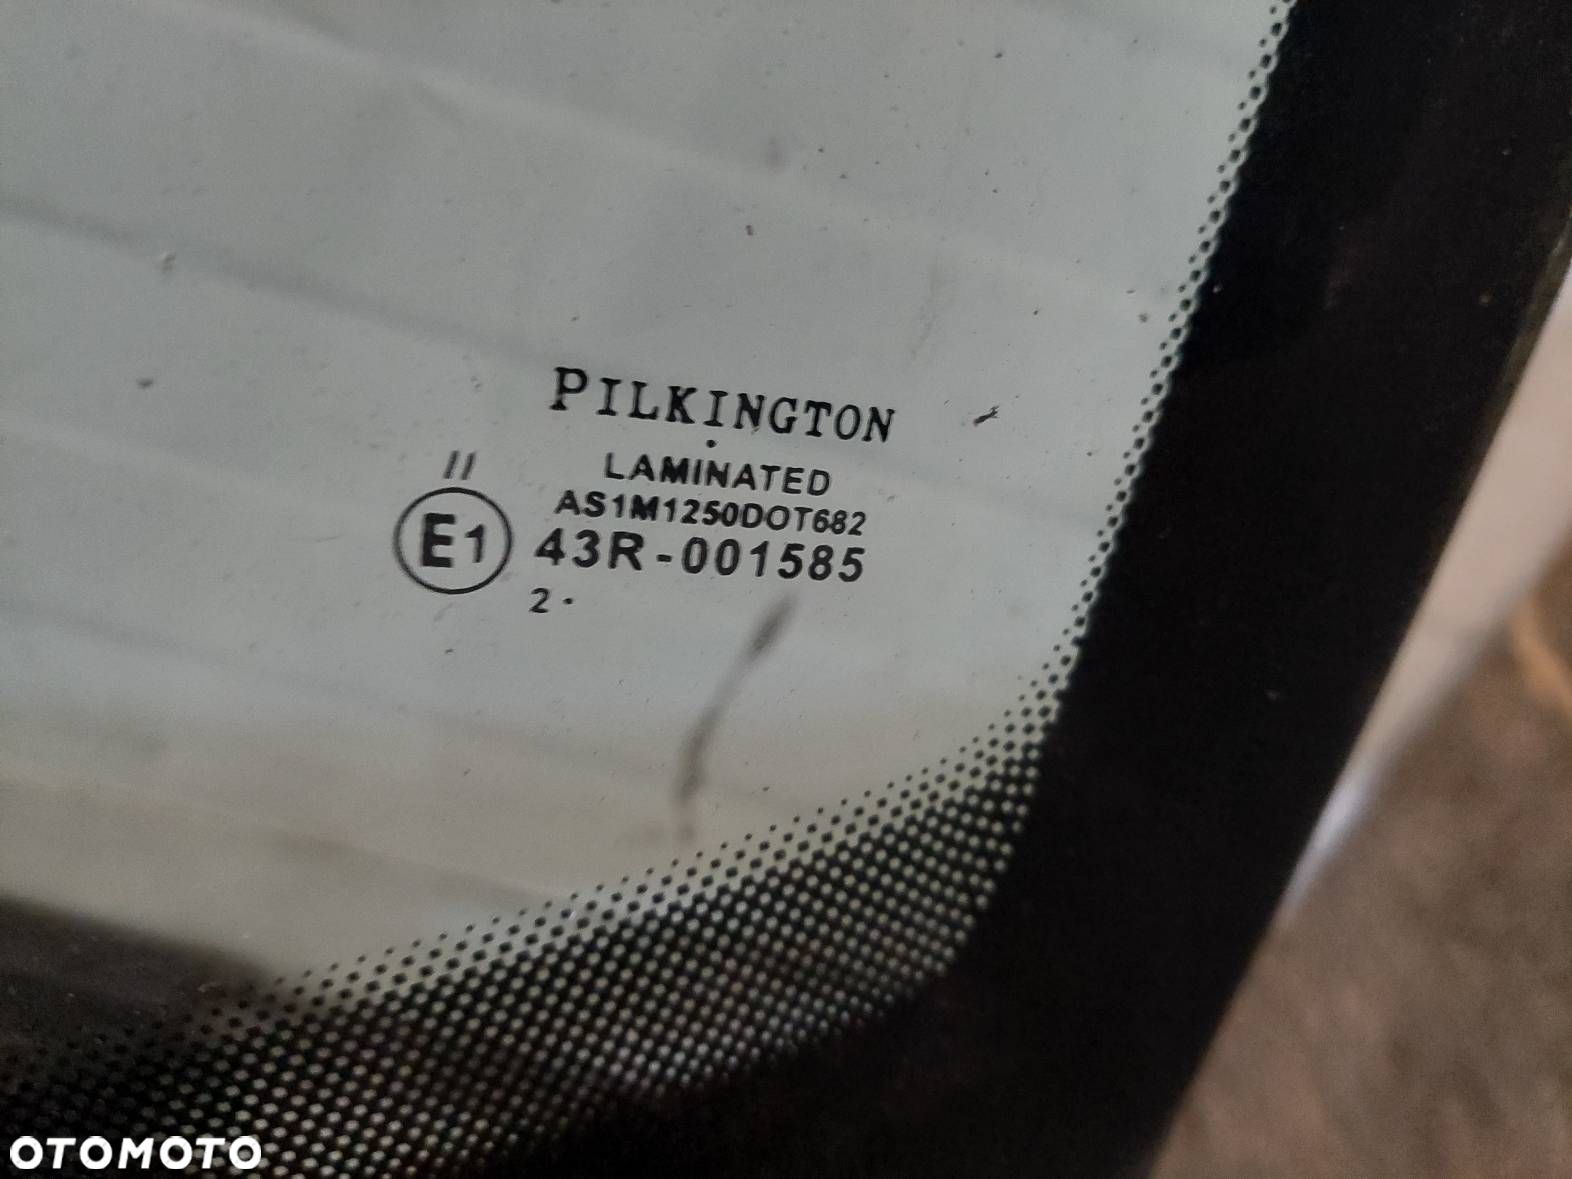 PILKINGTON
.
LAMINATED
II
AS1M1250DOT682
E1 43R-001585
2 .
OTOMOTO